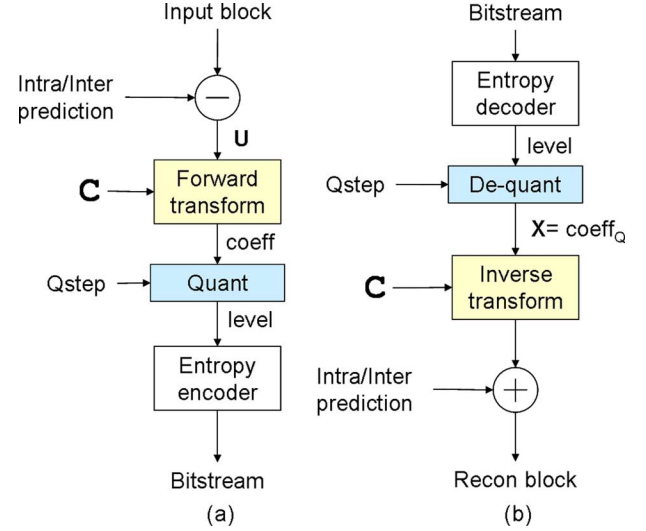 Input block
Intra/Inter
prediction
−
U
C
Forward
transform
coeff
Qstep
Quant
level
Entropy
encoder
Bitstream
(a)
Bitstream
Entropy
decoder
level
Qstep
De-quant
X= coeff_Q
C
Inverse
transform
Intra/Inter
prediction
+
Recon block
(b)